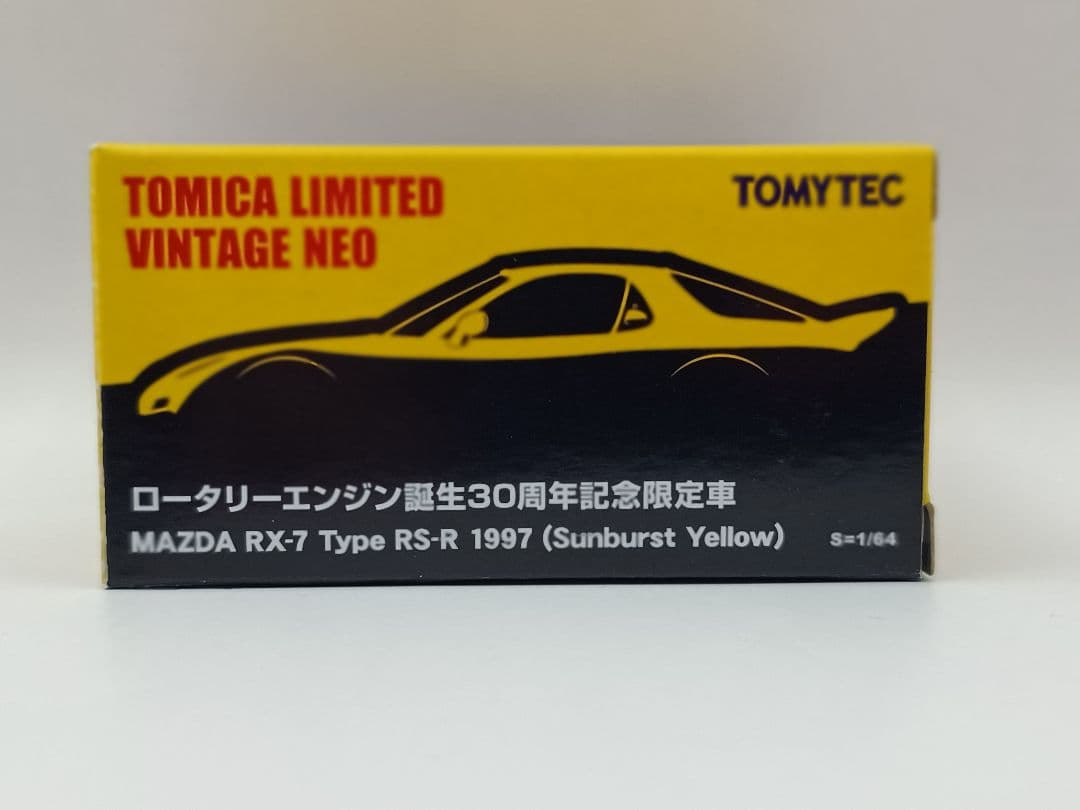 TOMICA LIMITED
VINTAGE NEO
TOMYTEC
ロータリーエンジン誕生30周年記念限定車
MAZDA RX-7 Type RS-R 1997 (Sunburst Yellow)
S=1/64